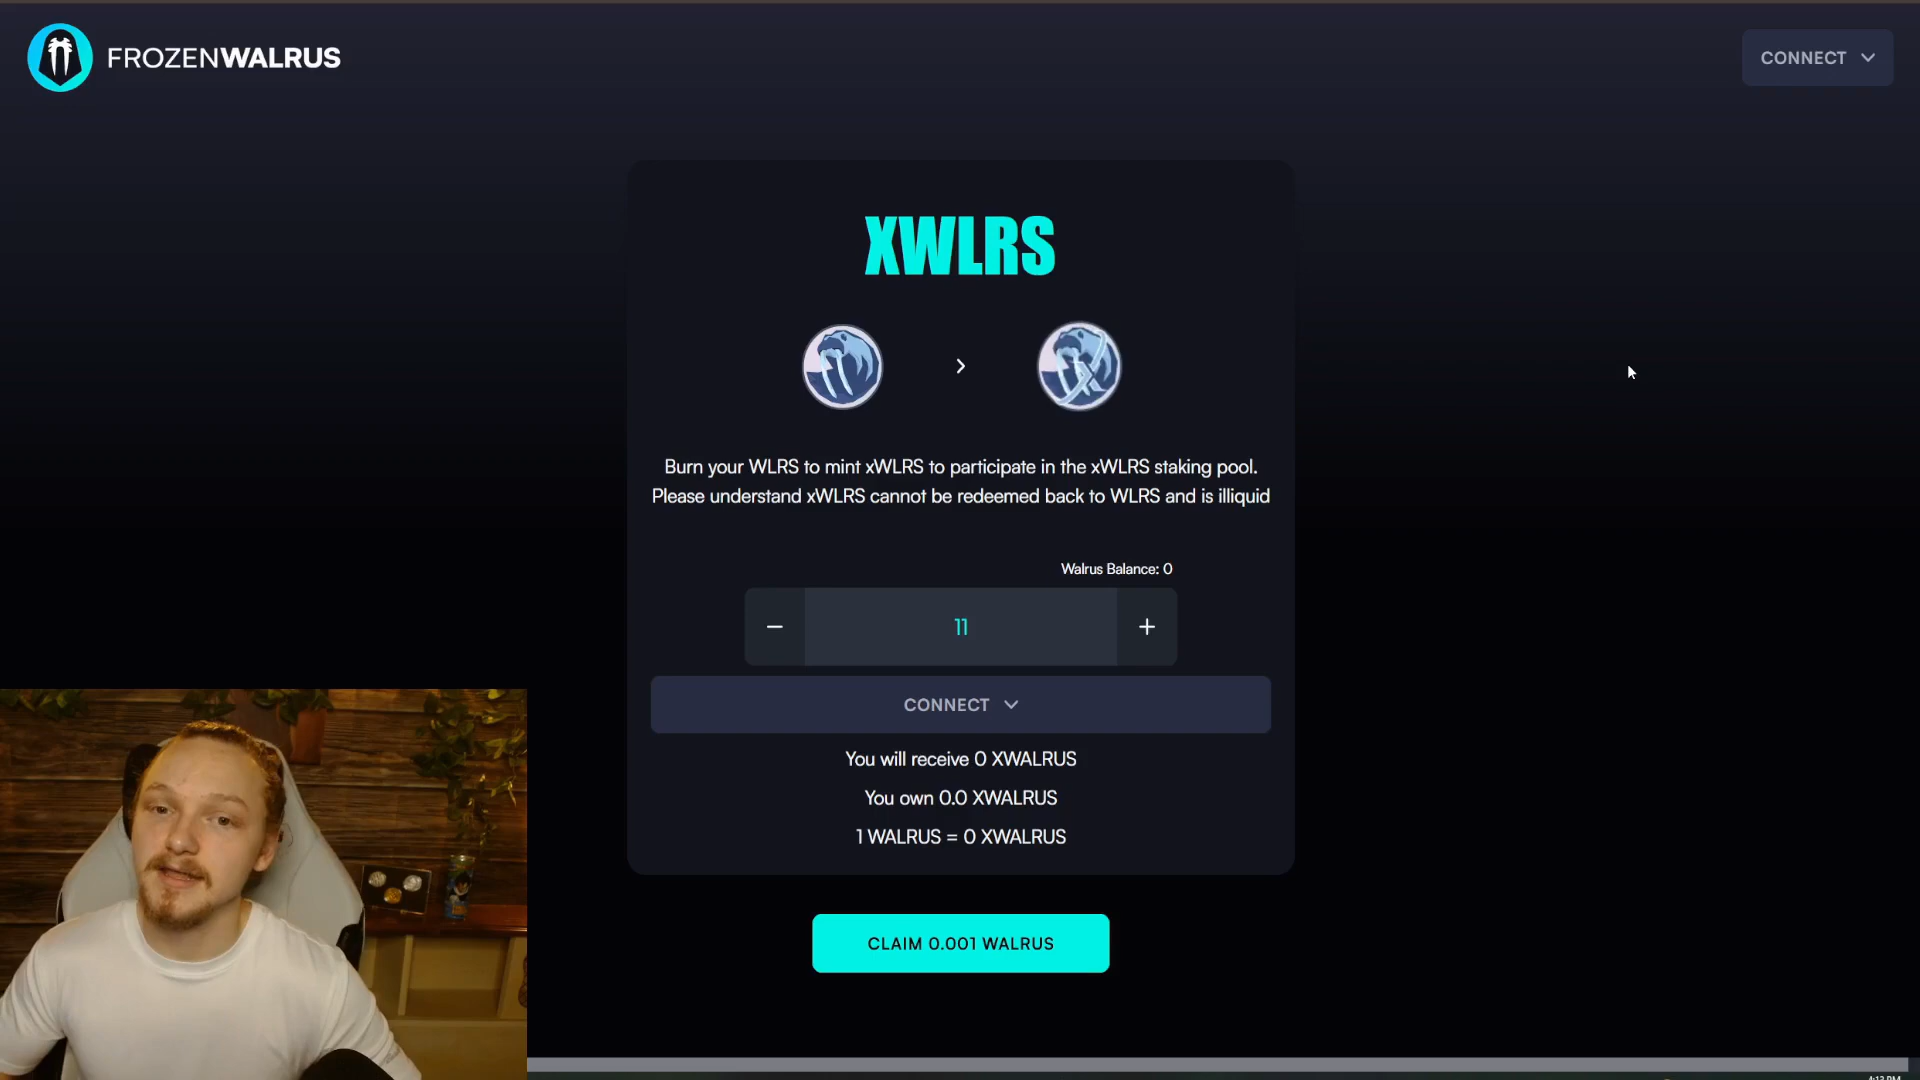 FROZENWALRUS
CONNECT
XWLRS
Burn your WLRS to mint xWLRS to participate in the xWLRS staking pool.
Please understand xWLRS cannot be redeemed back to WLRS and is illiquid
Walrus Balance: 0
11
CONNECT
You will receive 0 XWALRUS
You own 0.0 XWALRUS
1 WALRUS = 0 XWALRUS
CLAIM 0.001 WALRUS